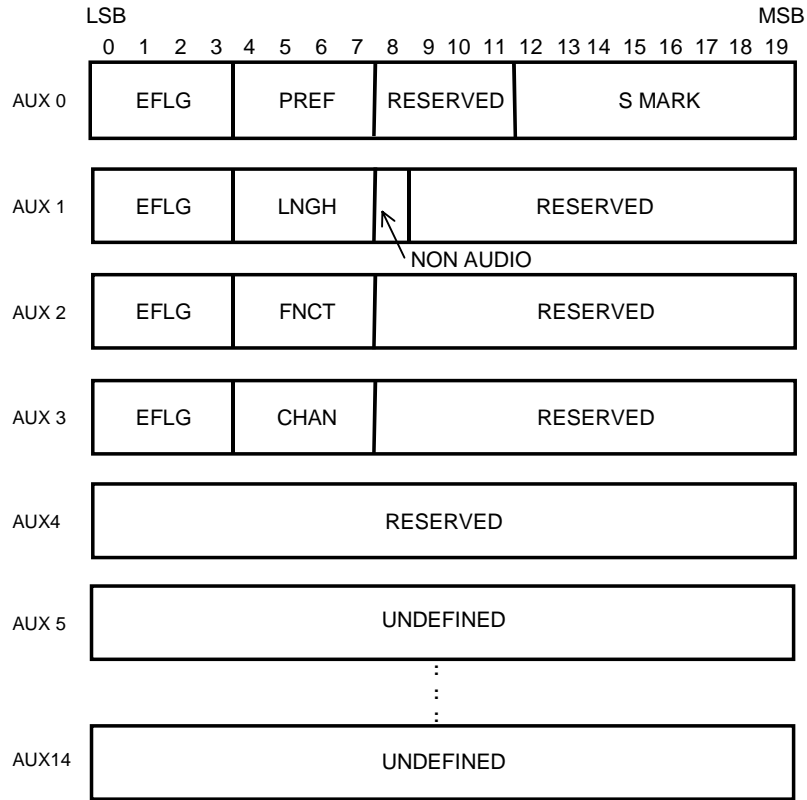 LSB MSB
0 1 2 3 4 5 6 7 8 9 10 11 12 13 14 15 16 17 18 19
AUX 0 EFLG PREF RESERVED S MARK
AUX 1 EFLG LNGH RESERVED
NON AUDIO
AUX 2 EFLG FNCT RESERVED
AUX 3 EFLG CHAN RESERVED
AUX4 RESERVED
AUX 5 UNDEFINED
AUX14 UNDEFINED